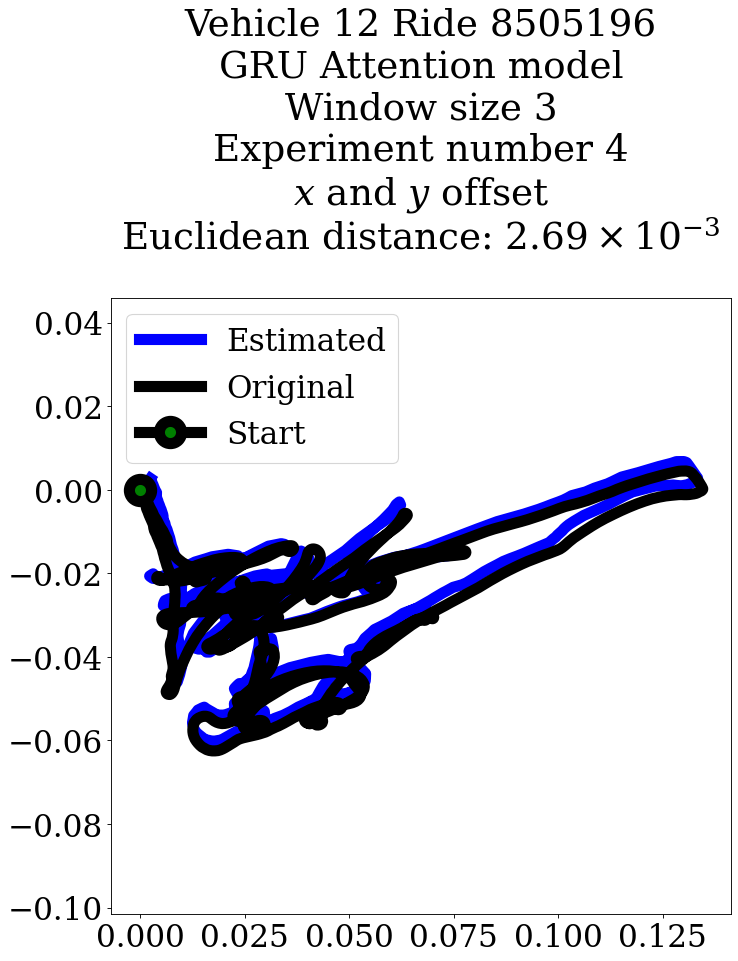 Vehicle 12 Ride 8505196
GRU Attention model
Window size 3
Experiment number 4
x and y offset
Euclidean distance: 2.69 × 10⁻³
Estimated
Original
Start
0.04
0.02
0.00
−0.02
−0.04
−0.06
−0.08
−0.10
0.000 0.025 0.050 0.075 0.100 0.125